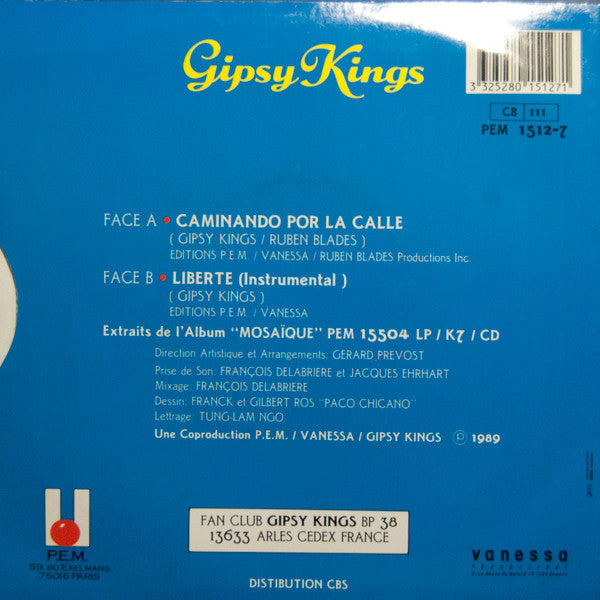 Gipsy Kings
3 325280 151271
CB 111
PEM 1512-7
FACE A • CAMINANDO POR LA CALLE
( GIPSY KINGS / RUBEN BLADES )
EDITIONS P.E.M. / VANESSA / RUBEN BLADES Productions Inc.
FACE B • LIBERTE (Instrumental )
( GIPSY KINGS )
EDITIONS P.E.M. / VANESSA
Extraits de l'Album "MOSAÏQUE" PEM 15504 LP / K7 / CD
Direction Artistique et Arrangements: GERARD PREVOST
Prise de Son: FRANÇOIS DELABRIERE et JACQUES EHRHART
Mixage: FRANÇOIS DELABRIERE
Dessin: FRANCK et GILBERT ROS "PACO CHICANO"
Lettrage: TUNG-LAM NGO
Une Coproduction P.E.M. / VANESSA / GIPSY KINGS ℗ 1989
P.E.M.
59, BD EXELMANS
75016 PARIS
FAN CLUB GIPSY KINGS BP 38
13633 ARLES CEDEX FRANCE
DISTIBUTION CBS
vanessa
productions